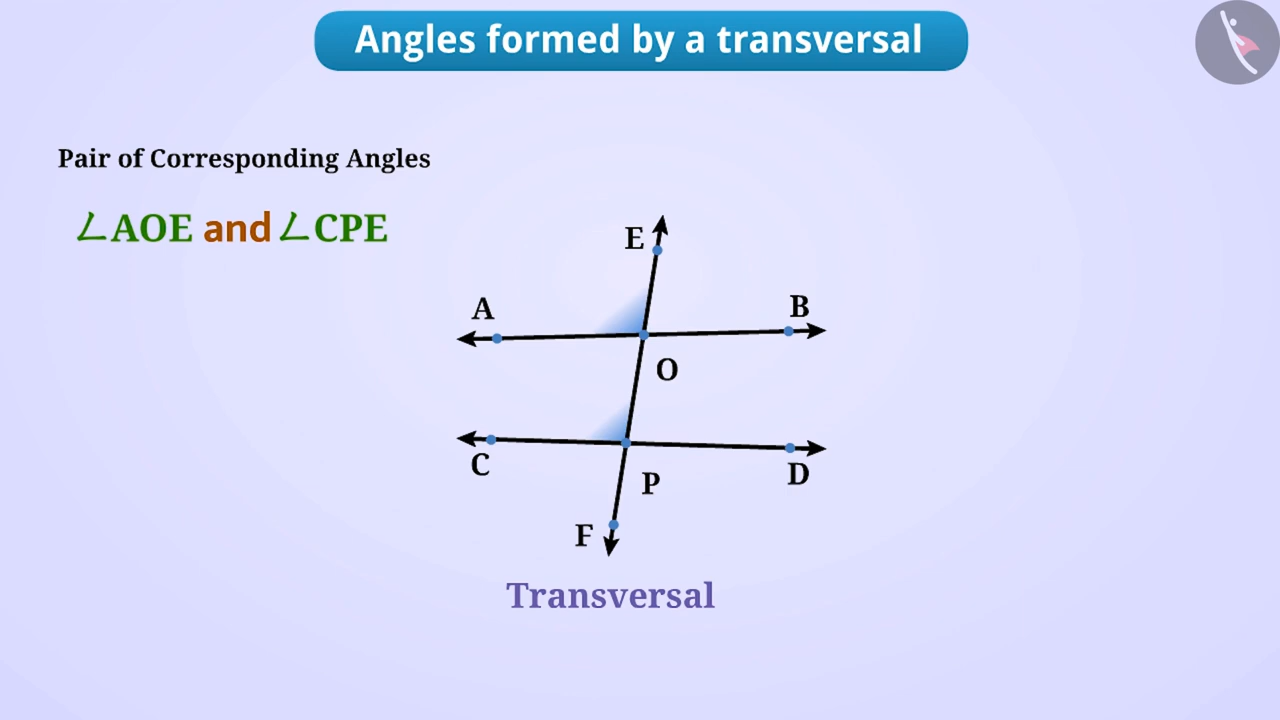 Angles formed by a transversal
Pair of Corresponding Angles
∠AOE and ∠CPE
E
A
B
O
C
P
D
F
Transversal